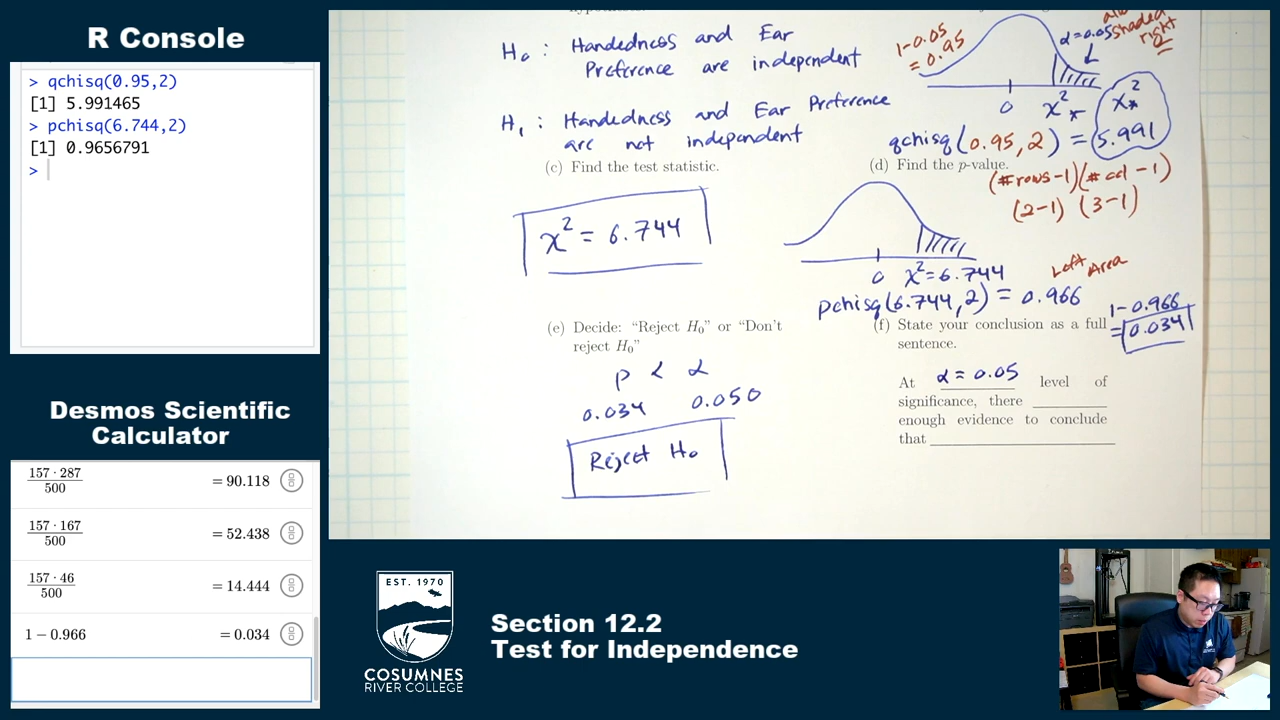 R Console
> qchisq(0.95,2)
[1] 5.991465
> pchisq(6.744,2)
[1] 0.9656791
>
Desmos Scientific
Calculator
157 · 287
500
= 90.118
157 · 167
500
= 52.438
157 · 46
500
= 14.444
1 − 0.966
= 0.034
H₀ : Handedness and Ear
Preference are independent
H₁ : Handedness and Ear Preference
are not independent
1-0.05
= 0.95
α=0.05
shaded
right
0 χ²* χ²*
qchisq(0.95, 2) = 5.991
(c) Find the test statistic.
χ² = 6.744
(d) Find the p-value.
(#rows-1)(#col-1)
(2-1) (3-1)
0 χ²=6.744
Left Area
pchisq(6.744, 2) = 0.966
1-0.966
= 0.034
(e) Decide: “Reject H₀” or “Don’t
reject H₀”
p < α
0.034 0.050
Reject H₀
(f) State your conclusion as a full
sentence.
At α = 0.05 level of
significance, there ________
enough evidence to conclude
that ________
EST. 1970
COSUMNES
RIVER COLLEGE
Section 12.2
Test for Independence